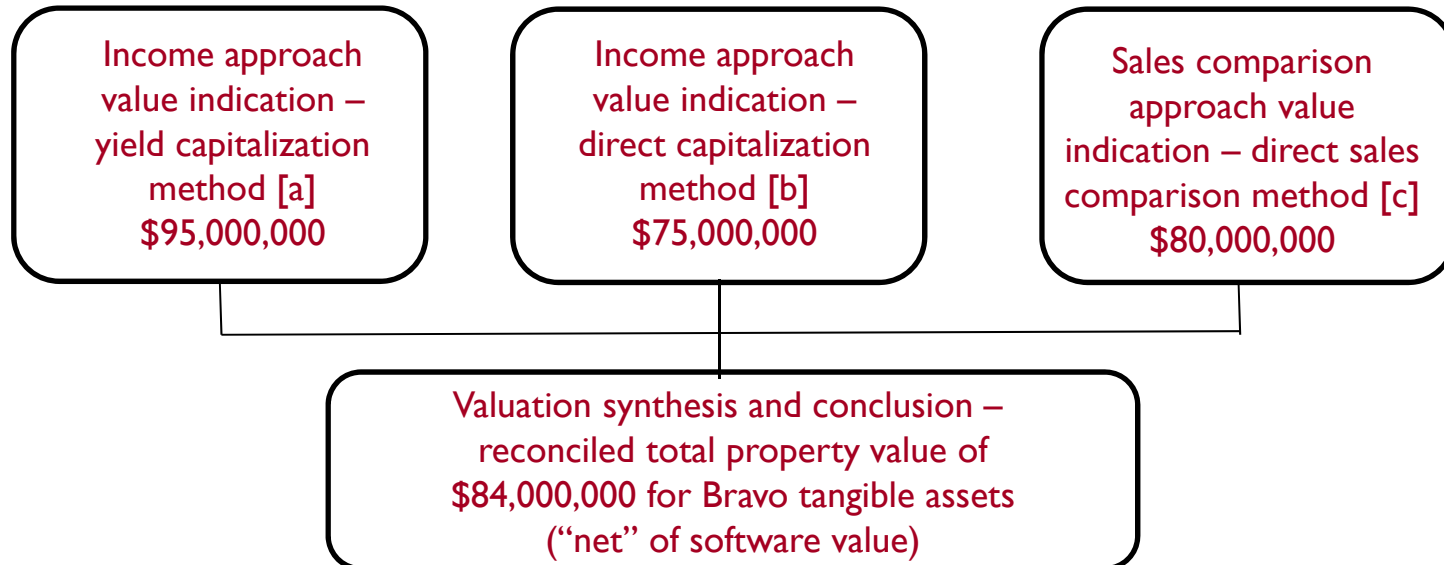 Income approach
value indication –
yield capitalization
method [a]
$95,000,000
Income approach
value indication –
direct capitalization
method [b]
$75,000,000
Sales comparison
approach value
indication – direct sales
comparison method [c]
$80,000,000
Valuation synthesis and conclusion –
reconciled total property value of
$84,000,000 for Bravo tangible assets
(“net” of software value)